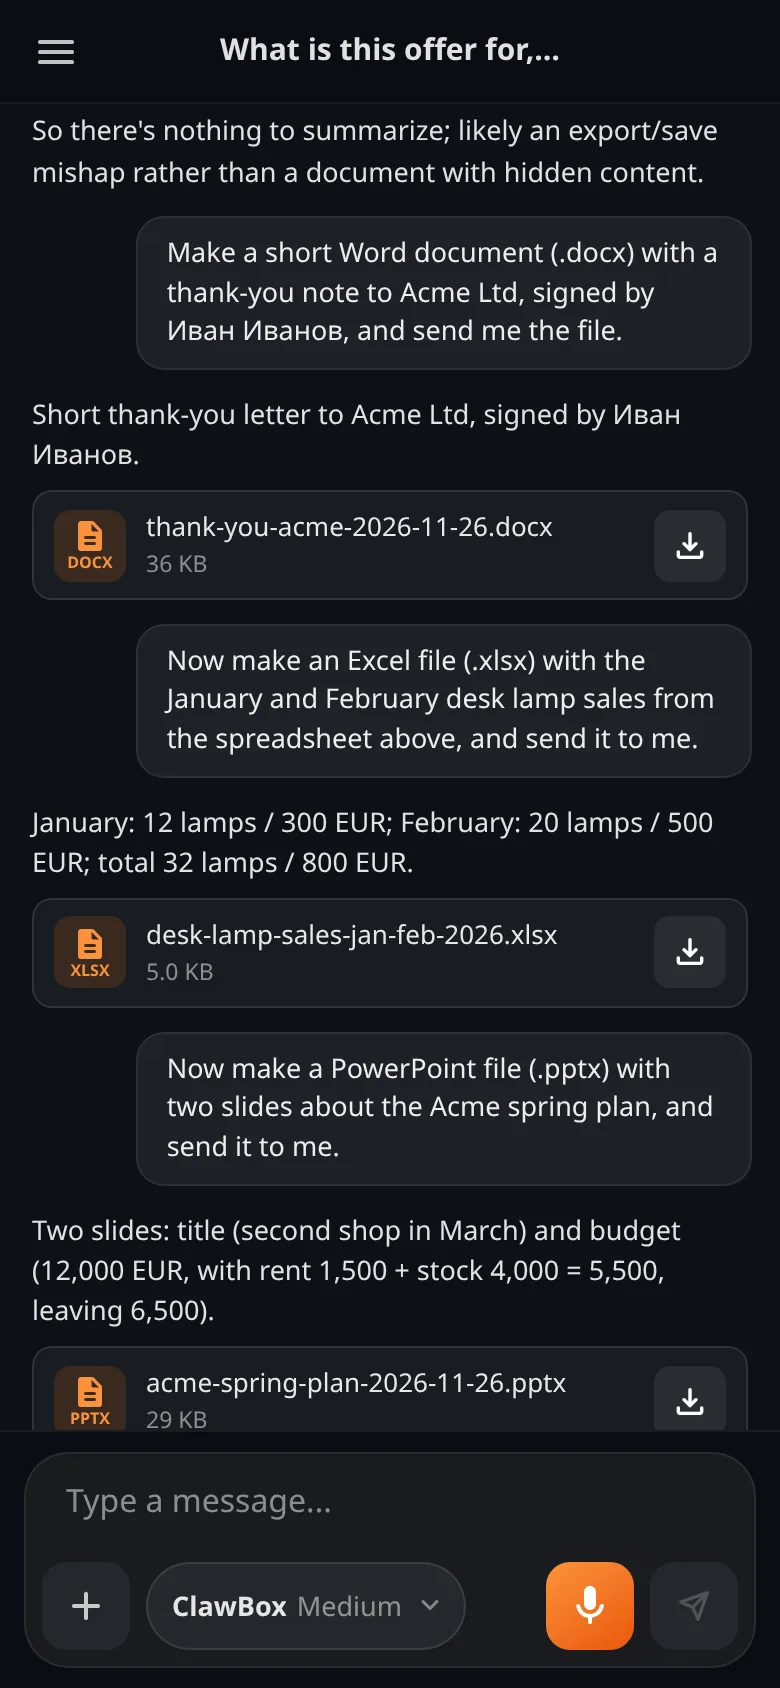 What is this offer for,...
So there's nothing to summarize; likely an export/save
mishap rather than a document with hidden content.
Make a short Word document (.docx) with a
thank-you note to Acme Ltd, signed by
Иван Иванов, and send me the file.
Short thank-you letter to Acme Ltd, signed by Иван
Иванов.
thank-you-acme-2026-11-26.docx
DOCX
36 KB
Now make an Excel file (.xlsx) with the
January and February desk lamp sales from
the spreadsheet above, and send it to me.
January: 12 lamps / 300 EUR; February: 20 lamps / 500
EUR; total 32 lamps / 800 EUR.
desk-lamp-sales-jan-feb-2026.xlsx
XLSX
5.0 KB
Now make a PowerPoint file (.pptx) with
two slides about the Acme spring plan, and
send it to me.
Two slides: title (second shop in March) and budget
(12,000 EUR, with rent 1,500 + stock 4,000 = 5,500,
leaving 6,500).
acme-spring-plan-2026-11-26.pptx
PPTX
29 KB
Type a message...
ClawBox Medium